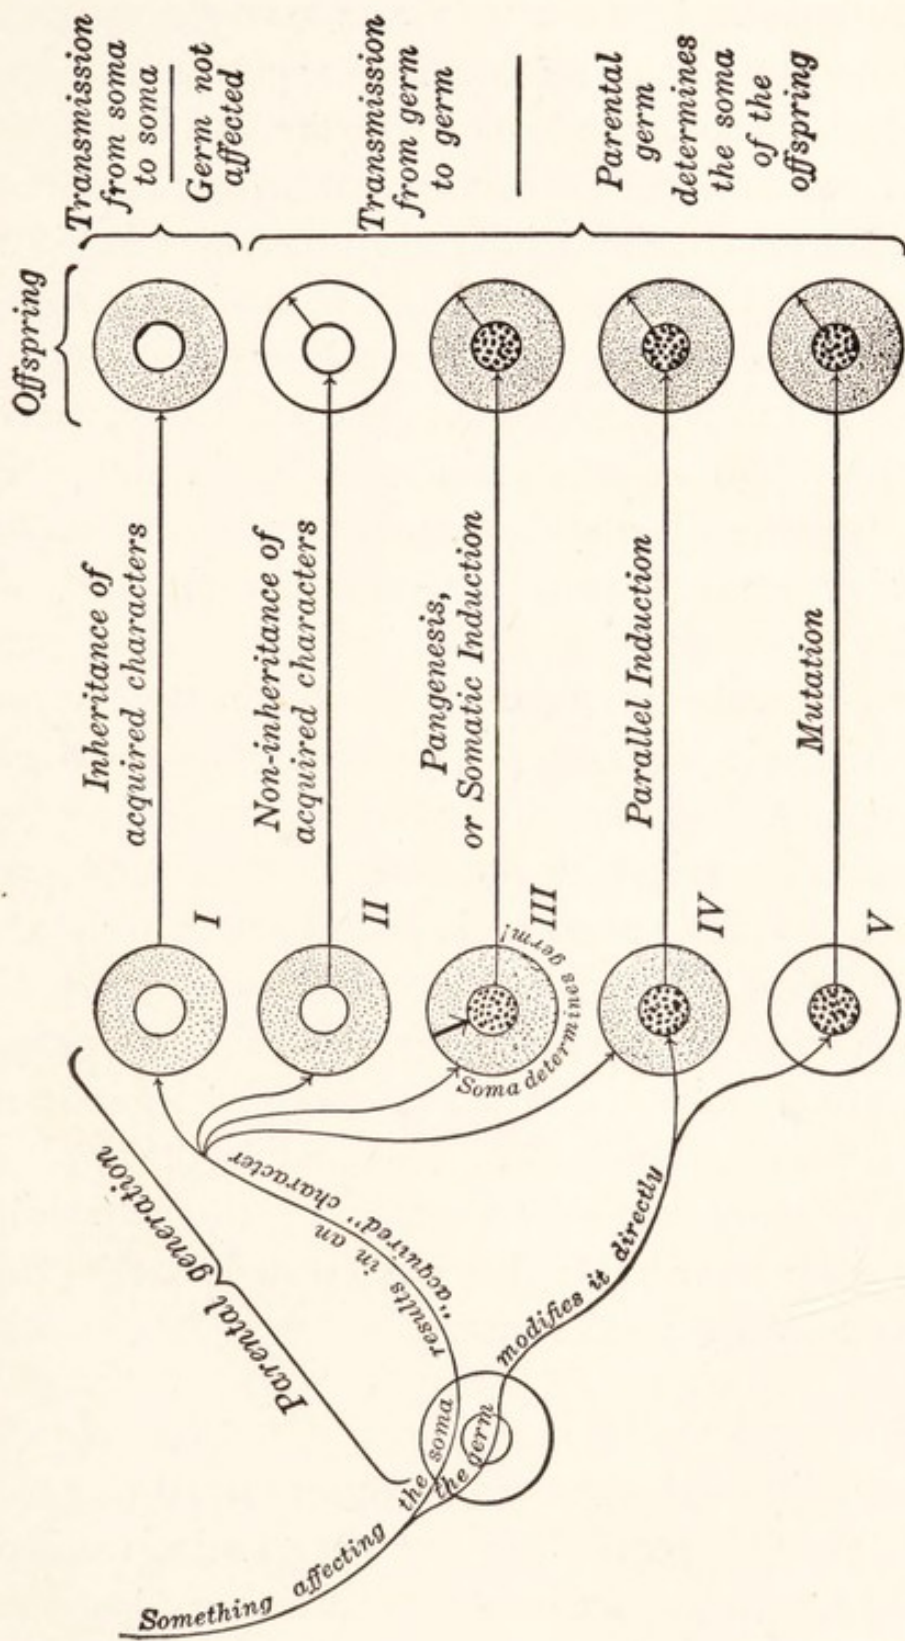 Something affecting
the soma
the germ
results in an
"acquired" character
modifies it directly
Parental generation
I
Inheritance of
acquired characters
II
Non-inheritance of
acquired characters
III
Soma determines germ!
Pangenesis,
or Somatic Induction
IV
Parallel Induction
V
Mutation
Offspring
Transmission
from soma
to soma
Germ not
affected
Transmission
from germ
to germ
Parental
germ
determines
the soma
of the
offspring